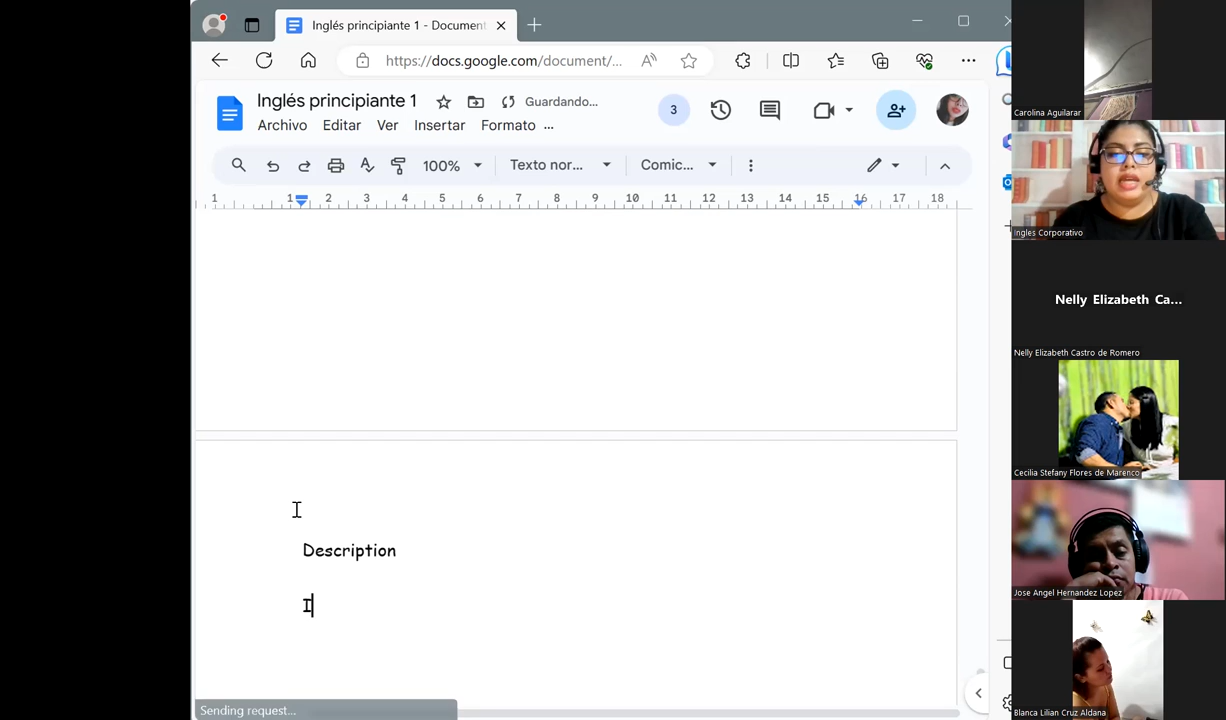 Inglés principiante 1 - Document
https://docs.google.com/document/...
Inglés principiante 1
Guardando...
3
Archivo Editar Ver Insertar Formato ...
100% Texto nor... Comic...
1 1 2 3 4 5 6 7 8 9 10 11 12 13 14 15 16 17 18
Description
I
Sending request...
Carolina Aguilarar
Ingles Corporativo
Nelly Elizabeth Ca...
Nelly Elizabeth Castro de Romero
Cecilia Stefany Flores de Marenco
Jose Angel Hernandez Lopez
Blanca Lilian Cruz Aldana